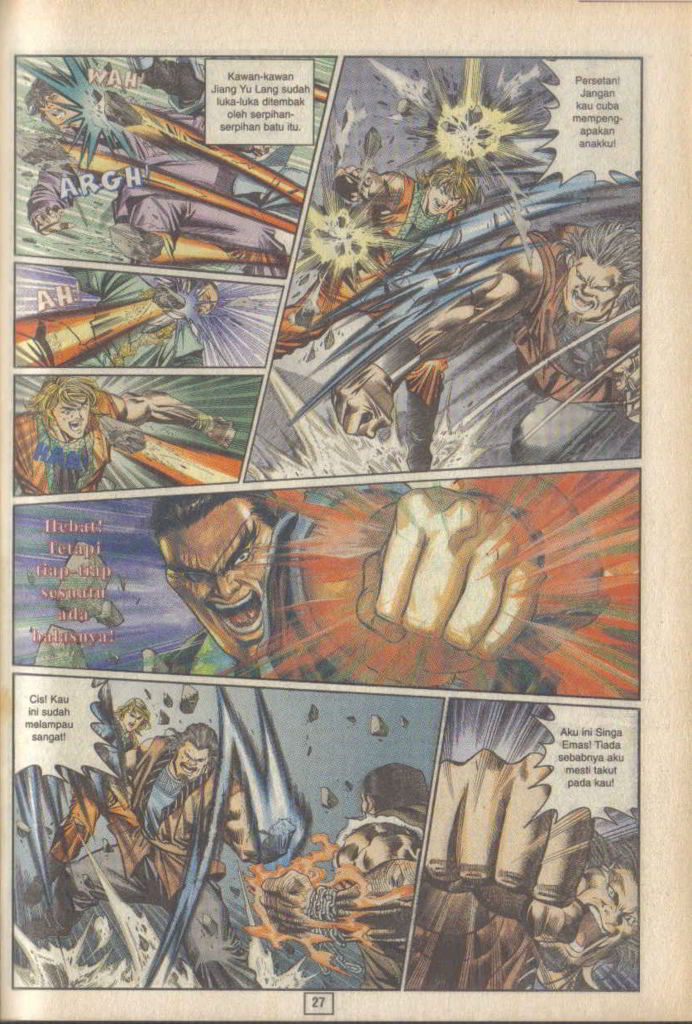 WAH!
Kawan-kawan
Jiang Yu Lang sudah
luka-luka ditembak
oleh serpihan-
serpihan batu itu.
ARGH!
AH!
HAA!
Persetan!
Jangan
kau cuba
mempeng-
apakan
anakku!
Hebat!
Tetapi
tiap-tiap
sesuatu
ada
balasnya!
Cis! Kau
ini sudah
melampau
sangat!
Aku ini Singa
Emas! Tiada
sebabnya aku
mesti takut
pada kau!
27